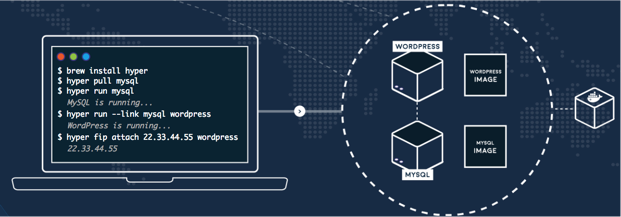 $ brew install hyper
$ hyper pull mysql
$ hyper run mysql
MySQL is running...
$ hyper run --link mysql wordpress
WordPress is running...
$ hyper fip attach 22.33.44.55 wordpress
22.33.44.55
WORDPRESS
WORDPRESS
IMAGE
MYSQL
IMAGE
MYSQL